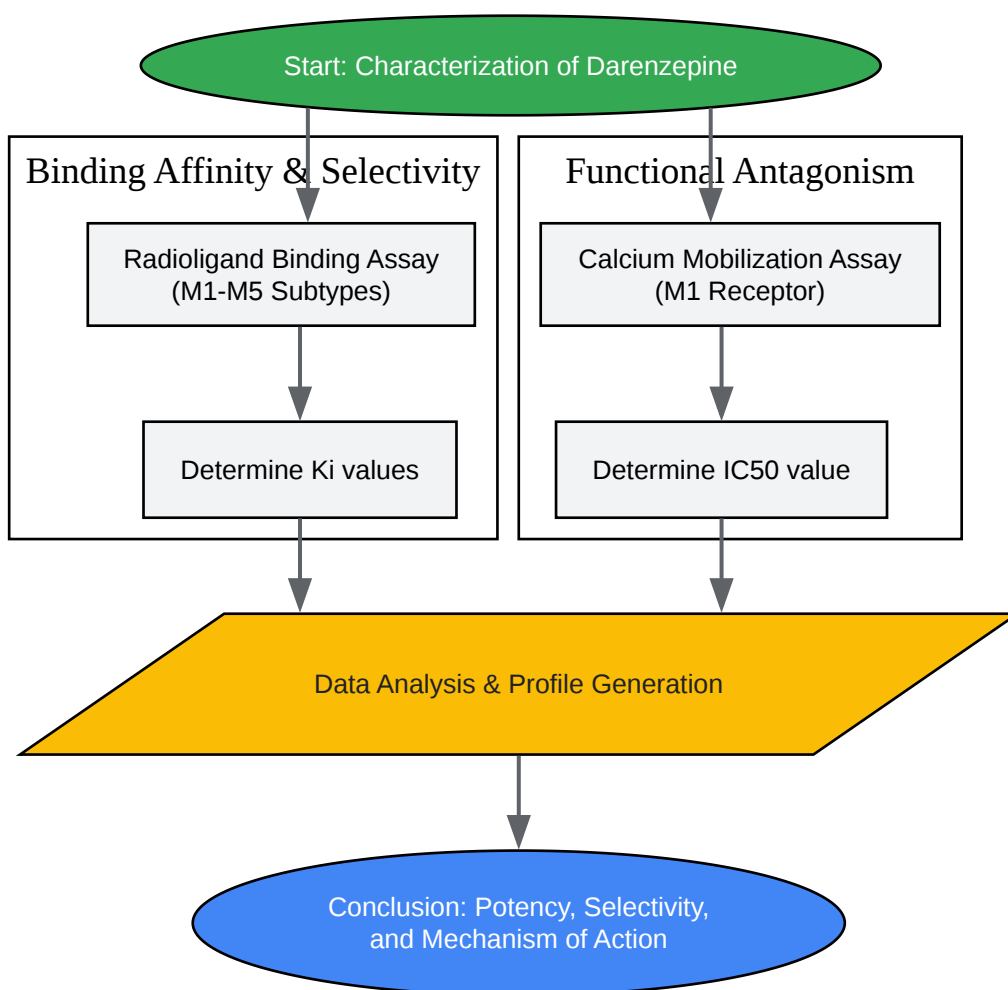 Start: Characterization of Darenzepine
Binding Affinity & Selectivity
Radioligand Binding Assay
(M1-M5 Subtypes)
Determine Ki values
Functional Antagonism
Calcium Mobilization Assay
(M1 Receptor)
Determine IC50 value
Data Analysis & Profile Generation
Conclusion: Potency, Selectivity,
and Mechanism of Action